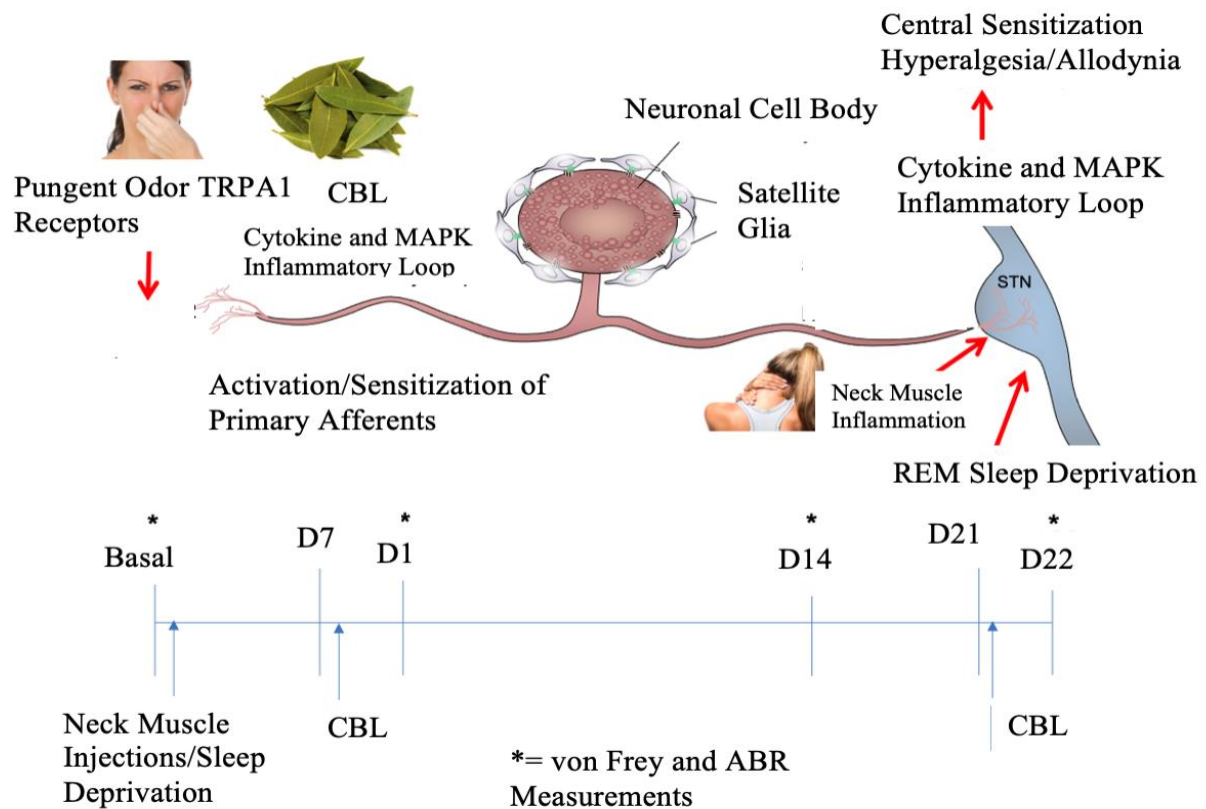 Central Sensitization
Hyperalgesia/Allodynia
Neuronal Cell Body
Pungent Odor TRPA1
Receptors
CBL
Satellite
Glia
Cytokine and MAPK
Inflammatory Loop
Cytokine and MAPK
Inflammatory Loop
STN
Activation/Sensitization of
Primary Afferents
Neck Muscle
Inflammation
REM Sleep Deprivation
*
Basal
D7
*
D1
*
D14
D21
*
D22
Neck Muscle
Injections/Sleep
Deprivation
CBL
CBL
*= von Frey and ABR
Measurements